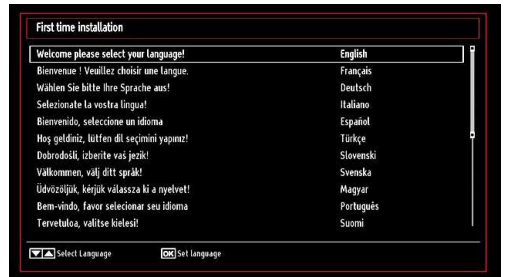 First time installation
Welcome please select your language! English
Bienvenue ! Veuillez choisir une langue. Français
Wählen Sie bitte Ihre Sprache aus! Deutsch
Selezionate la vostra lingua! Italiano
Bienvenido, seleccione un idioma Español
Hoş geldiniz, lütfen dil seçimini yapınız! Türkçe
Dobrodošli, izberite vaš jezik! Slovenski
Välkommen, välj ditt språk! Svenska
Üdvözöljük, kérjük válassza ki a nyelvet! Magyar
Bem-vindo, favor selecionar seu idioma Português
Tervetuloa, valitse kielesi! Suomi
Select Language OK Set language